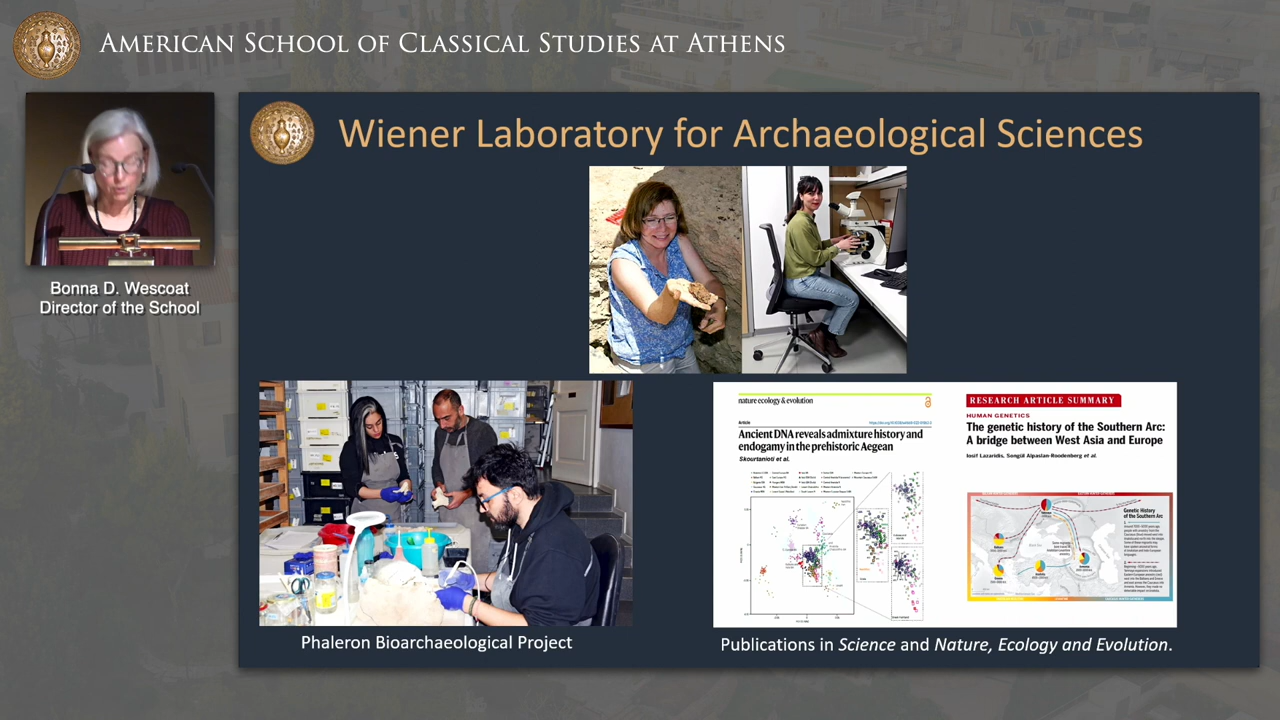 AMERICAN SCHOOL OF CLASSICAL STUDIES AT ATHENS
Bonna D. Wescoat
Director of the School
Wiener Laboratory for Archaeological Sciences
nature ecology & evolution
Article
Ancient DNA reveals admixture history and
endogamy in the prehistoric Aegean
Skourtanioti et al.
RESEARCH ARTICLE SUMMARY
HUMAN GENETICS
The genetic history of the Southern Arc:
A bridge between West Asia and Europe
Iosif Lazaridis, Songül Alpaslan-Roodenberg et al.
Genetic History
of the Southern Arc
Phaleron Bioarchaeological Project
Publications in Science and Nature, Ecology and Evolution.